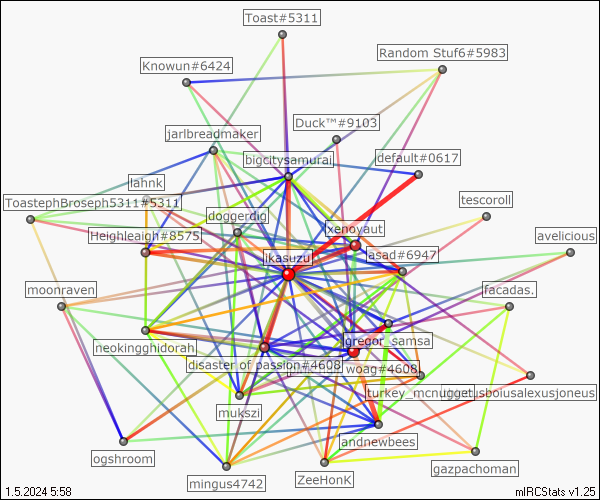 Toast#5311
Random Stuf6#5983
Knowun#6424
Duck™#9103
jarlbreadmaker
bigcitysamurai
default#0617
lahnk
ToastephBroseph5311#5311
tescoroll
doggerdig
xenoyaut
Heighleaigh#8575
avelicious
jasad#6947
ikasuzu
moonraven
facadas.
neokingghidorah
gregor_samsa
disaster of passion#4608
woag#4608
turkey_mcnugget
mukszi
andnewbees
ogshroom
gazpachoman
ZeeHonK
mingus4742
1.5.2024 5:58
mIRCStats v1.25